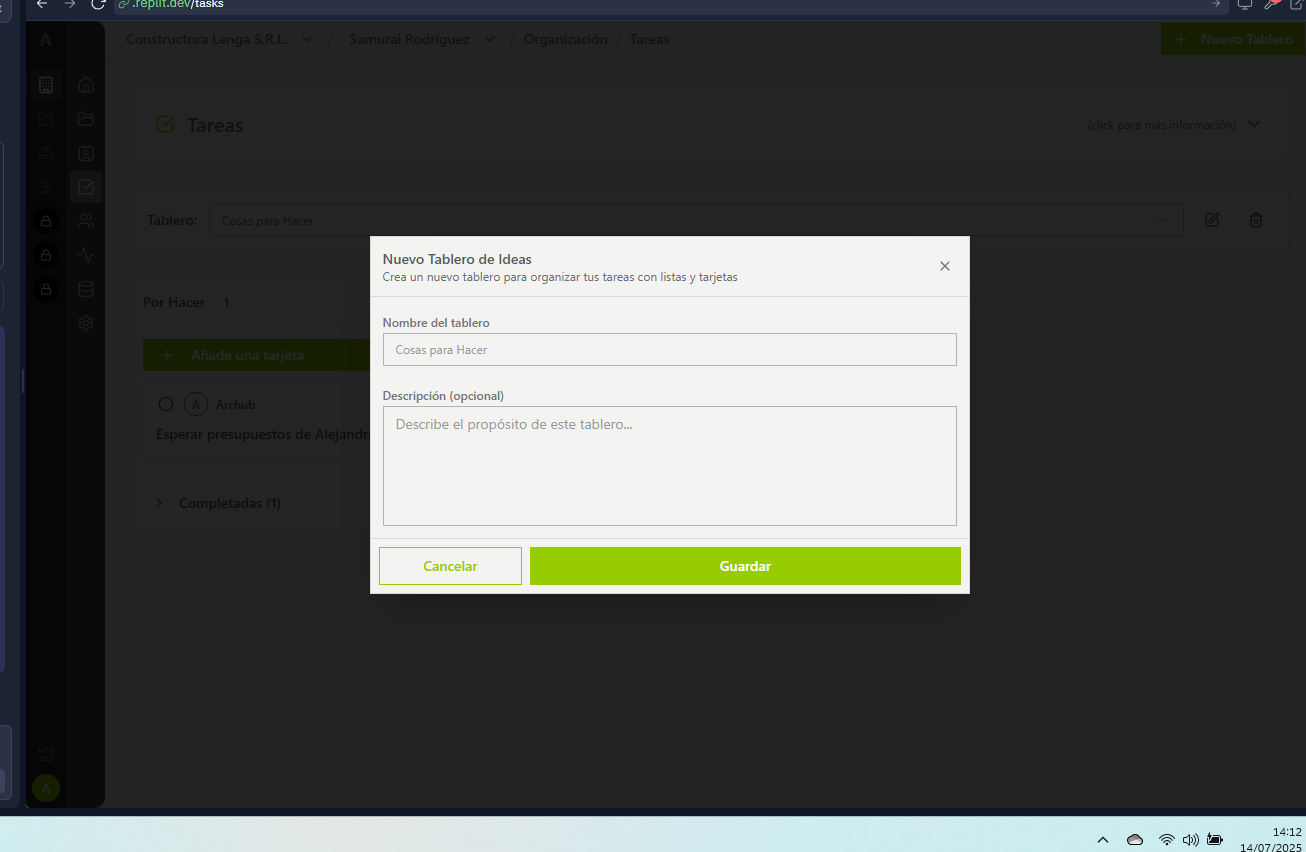 .replit.dev/tasks
A
Constructora Lenga S.R.L. / Samurai Rodriguez / Organización / Tareas
+ Nuevo Tablero
Tareas
(click para más información)
Tablero: Cosas para Hacer
Nuevo Tablero de Ideas
Crea un nuevo tablero para organizar tus tareas con listas y tarjetas
Por Hacer 1
Nombre del tablero
Cosas para Hacer
+ Añade una tarjeta
Descripción (opcional)
Describe el propósito de este tablero...
A Archub
Esperar presupuestos de Alejandr
Completadas (1)
Cancelar
Guardar
A
14:12
14/07/2025